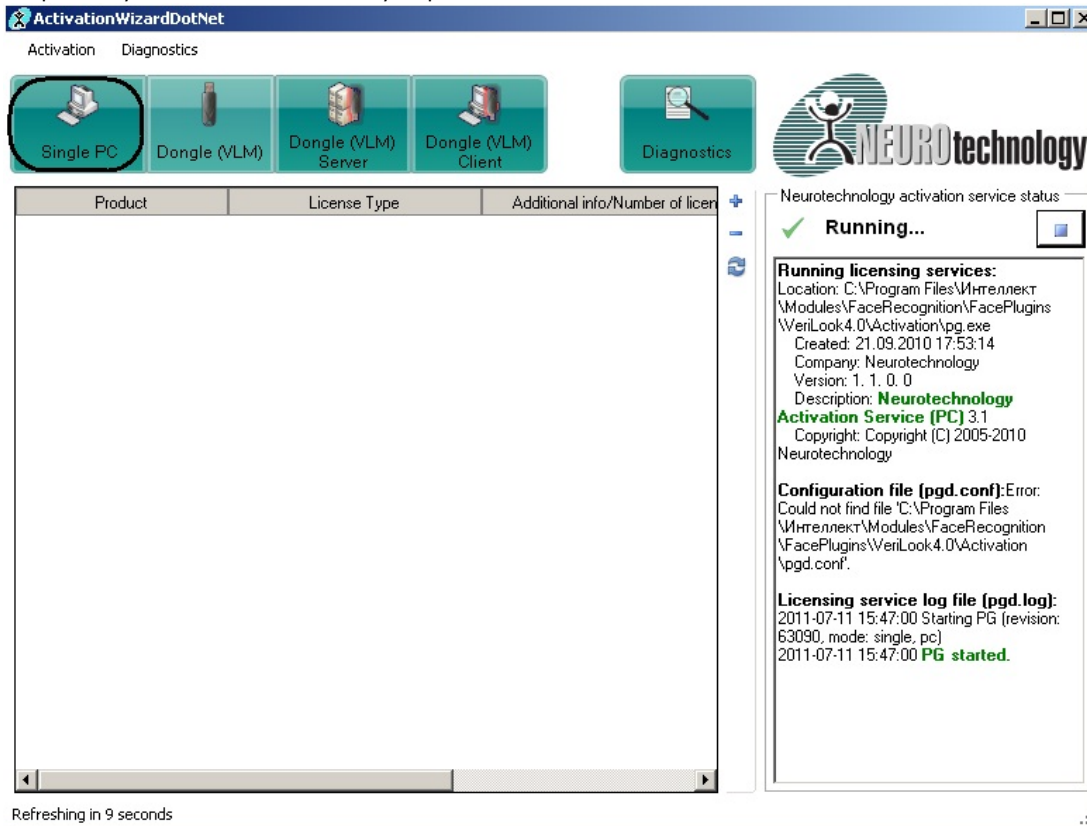 ActivationWizardDotNet
Activation Diagnostics
Single PC
Dongle (VLM)
Dongle (VLM)
Server
Dongle (VLM)
Client
Diagnostics
NEUROtechnology
Product
License Type
Additional info/Number of licen
Neurotechnology activation service status
Running...
Running licensing services:
Location: C:\Program Files\Интеллект
\Modules\FaceRecognition\FacePlugins
\VeriLook4.0\Activation\pg.exe
Created: 21.09.2010 17:53:14
Company: Neurotechnology
Version: 1. 1. 0. 0
Description: Neurotechnology
Activation Service (PC) 3.1
Copyright: Copyright (C) 2005-2010
Neurotechnology
Configuration file (pgd.conf):Error:
Could not find file 'C:\Program Files
\Интеллект\Modules\FaceRecognition
\FacePlugins\VeriLook4.0\Activation
\pgd.conf'.
Licensing service log file (pgd.log):
2011-07-11 15:47:00 Starting PG (revision:
63090, mode: single, pc)
2011-07-11 15:47:00 PG started.
Refreshing in 9 seconds